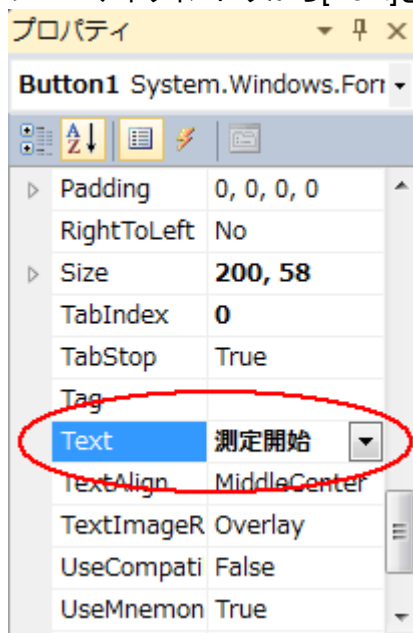 プロパティ
Button1 System.Windows.Forr
Padding 0, 0, 0, 0
RightToLeft No
Size 200, 58
TabIndex 0
TabStop True
Tag
Text 測定開始
TextAlign MiddleCenter
TextImageR Overlay
UseCompati False
UseMnemon True